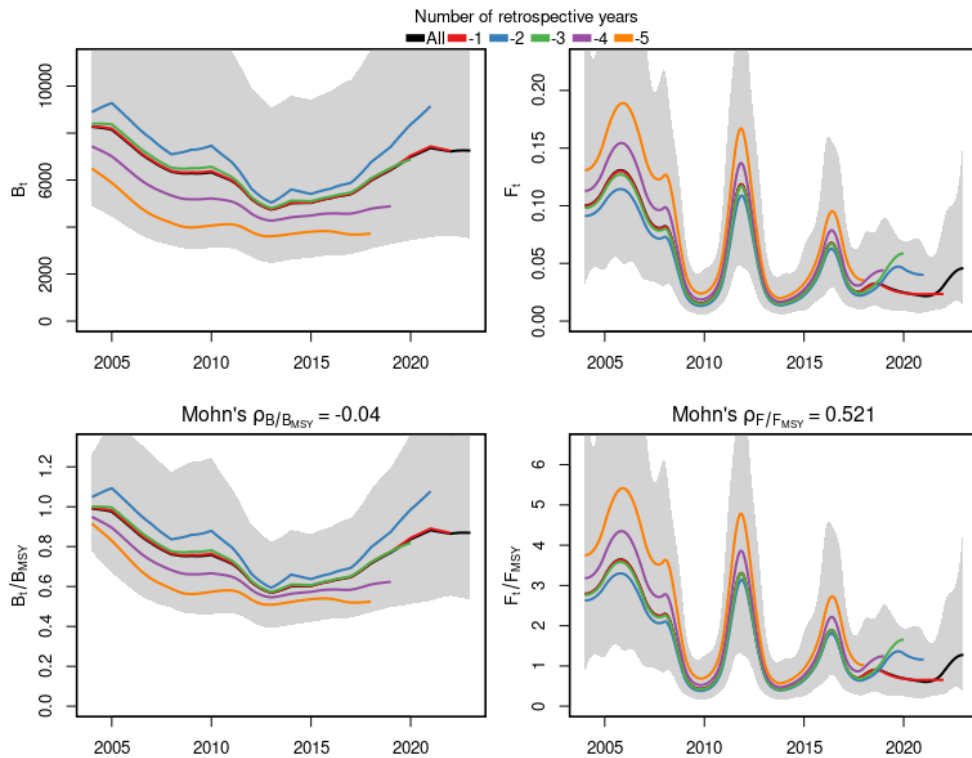 Number of retrospective years
All -1 -2 -3 -4 -5
Bt
0 2000 6000 10000
2005 2010 2015 2020
Ft
0.00 0.05 0.10 0.15 0.20
2005 2010 2015 2020
Mohn's ρB/BMSY = -0.04
Bt/BMSY
0.0 0.2 0.4 0.6 0.8 1.0 1.2
2005 2010 2015 2020
Mohn's ρF/FMSY = 0.521
Ft/FMSY
0 1 2 3 4 5 6
2005 2010 2015 2020